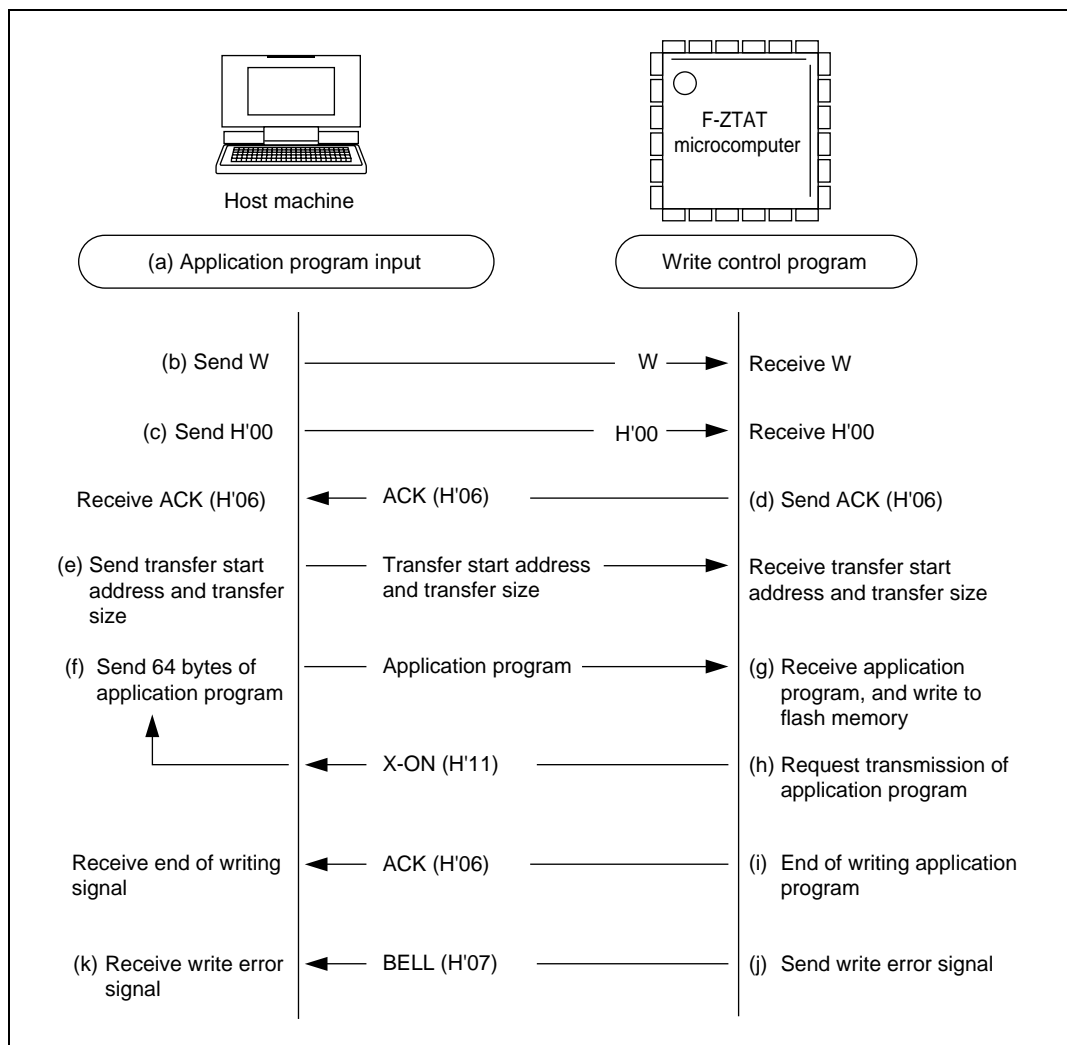 F-ZTAT
microcomputer
Host machine
(a) Application program input
Write control program
(b) Send W
W
Receive W
(c) Send H'00
H'00
Receive H'00
Receive ACK (H'06)
ACK (H'06)
(d) Send ACK (H'06)
(e) Send transfer start
address and transfer
size
Transfer start address
and transfer size
Receive transfer start
address and transfer size
(f) Send 64 bytes of
application program
Application program
(g) Receive application
program, and write to
flash memory
X-ON (H'11)
(h) Request transmission of
application program
Receive end of writing
signal
ACK (H'06)
(i) End of writing application
program
(k) Receive write error
signal
BELL (H'07)
(j) Send write error signal